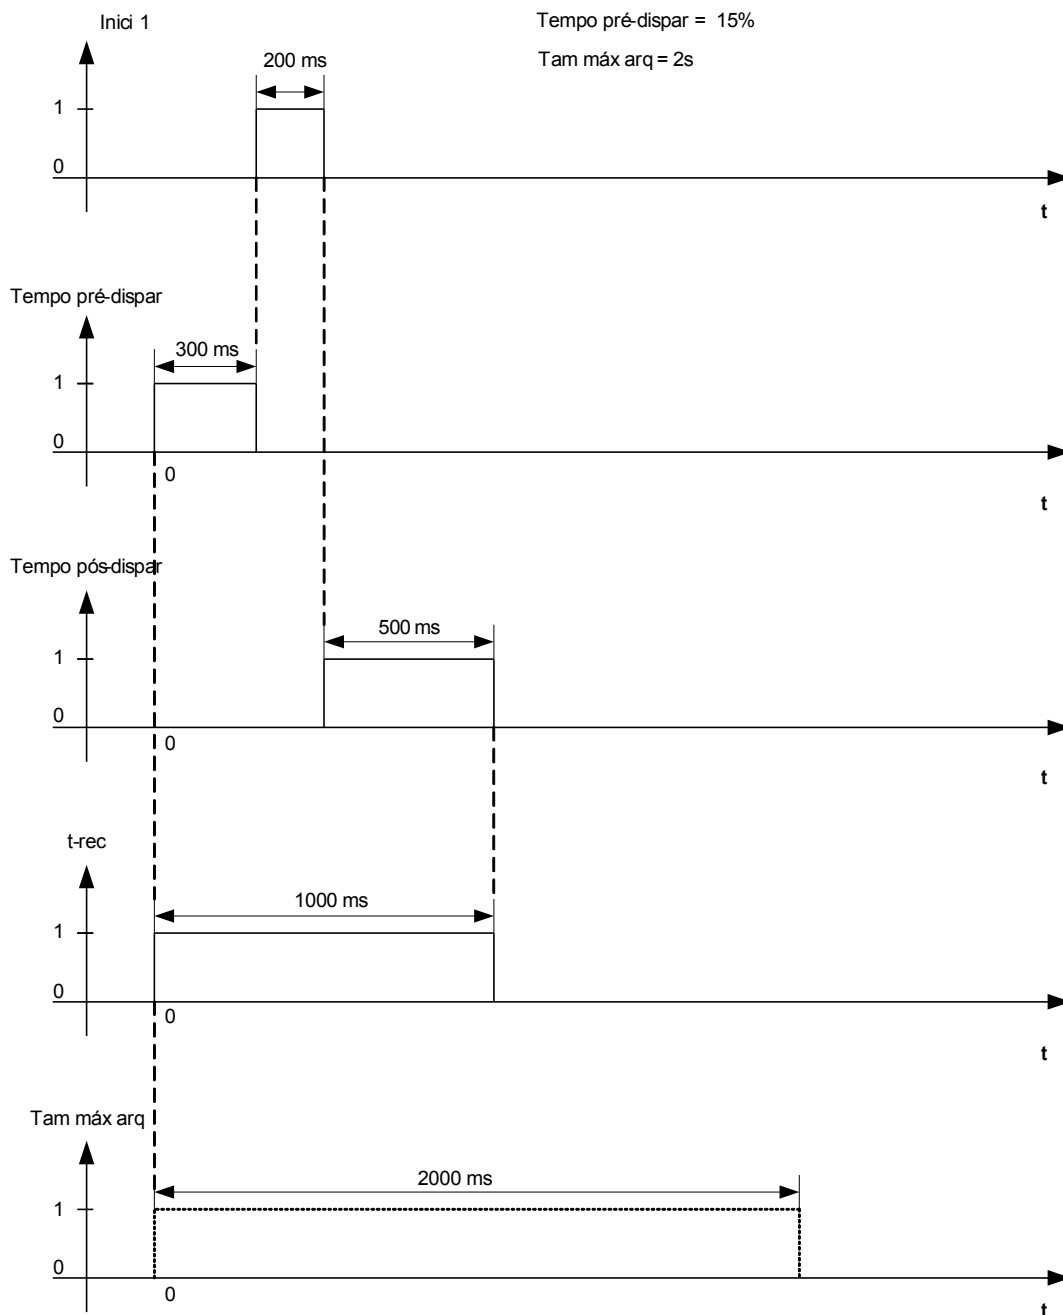 Inici 1
Tempo pré-dispar = 15%
Tam máx arq = 2s
200 ms
1
0
t
Tempo pré-dispar
300 ms
1
0
0
t
Tempo pós-dispar
500 ms
1
0
0
t
t-rec
1000 ms
1
0
0
t
Tam máx arq
2000 ms
1
0
0
t